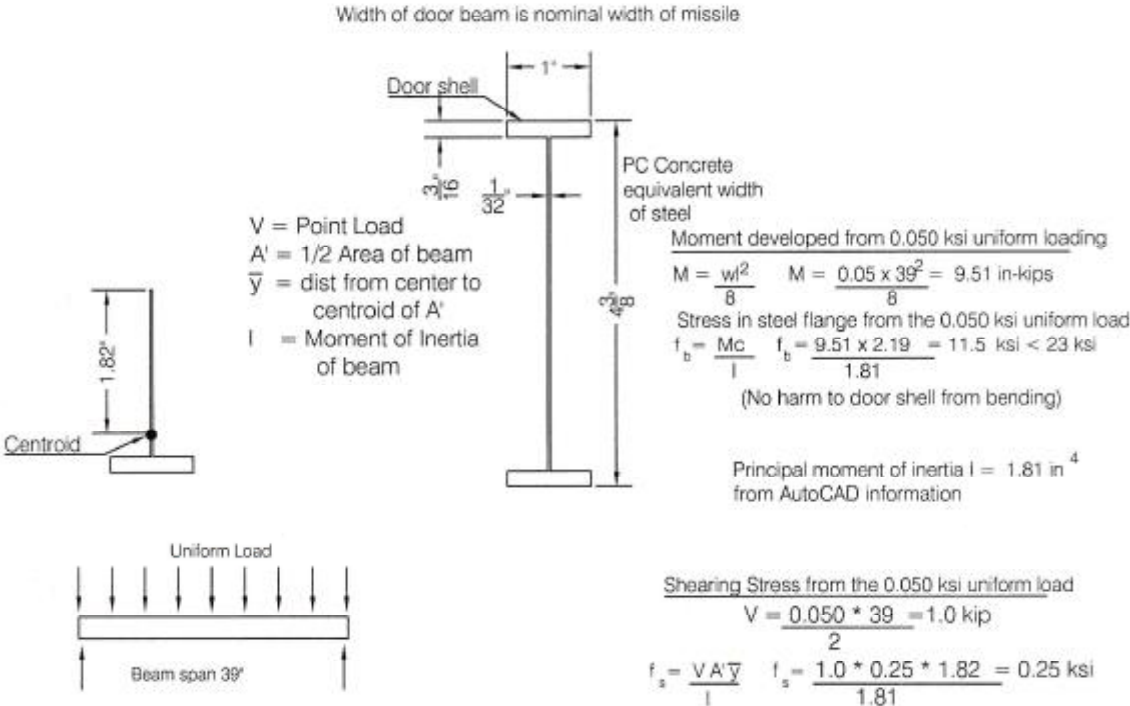 Width of door beam is nominal width of missile
1"
Door shell
3/16"
1/32"
PC Concrete
equivalent width
of steel
4 3/8"
V = Point Load
A' = 1/2 Area of beam
y̅ = dist from center to
centroid of A'
I = Moment of Inertia
of beam
1.82"
Centroid
Moment developed from 0.050 ksi uniform loading
M = wl²/8 M = 0.05 x 39²/8 = 9.51 in-kips
Stress in steel flange from the 0.050 ksi uniform load
f_b = Mc/I f_b = 9.51 x 2.19/1.81 = 11.5 ksi < 23 ksi
(No harm to door shell from bending)
Principal moment of inertia I = 1.81 in⁴
from AutoCAD information
Uniform Load
Beam span 39"
Shearing Stress from the 0.050 ksi uniform load
V = 0.050 * 39/2 = 1.0 kip
f_s = V A' y̅/I f_s = 1.0 * 0.25 * 1.82/1.81 = 0.25 ksi